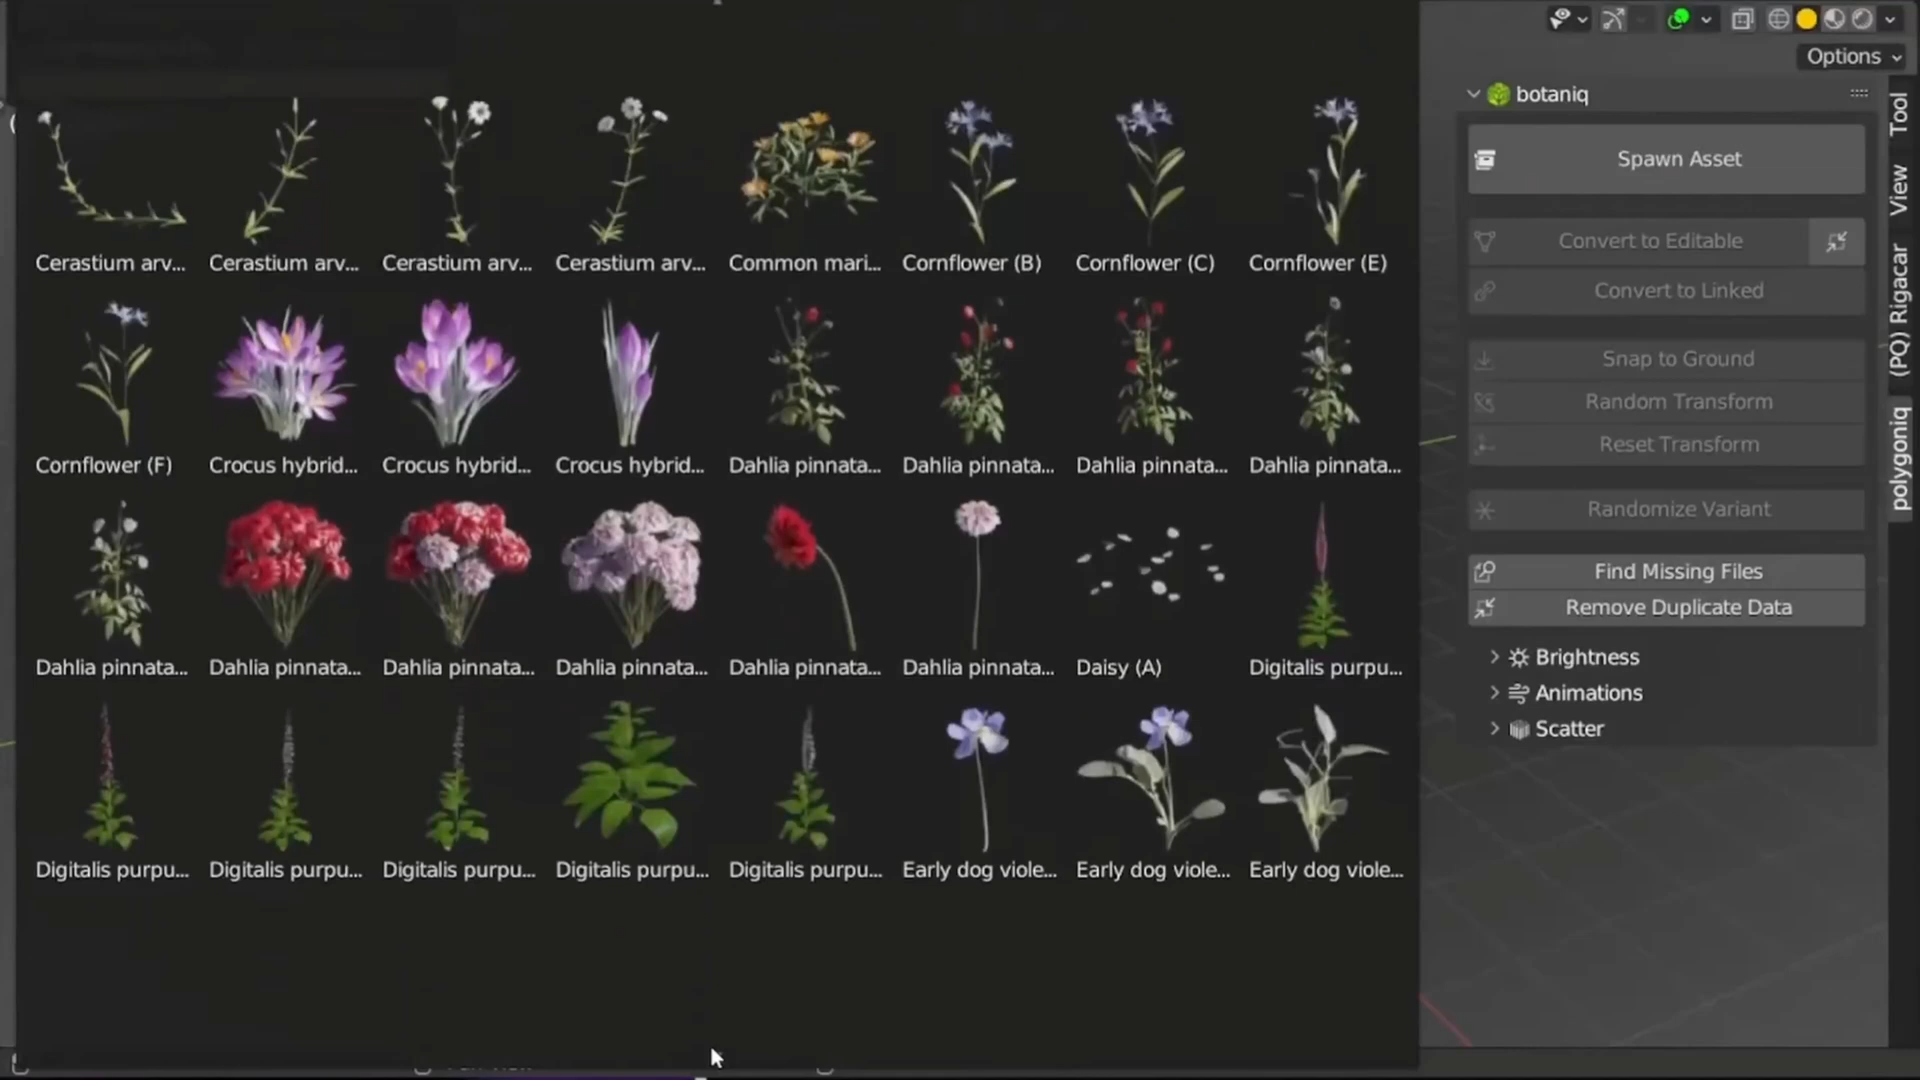 Options
botaniq
Spawn Asset
Convert to Editable
Convert to Linked
Snap to Ground
Random Transform
Reset Transform
Randomize Variant
Find Missing Files
Remove Duplicate Data
Brightness
Animations
Scatter
Tool
View
(PQ) Rigacar
polygoniq
Cerastium arv... Cerastium arv... Cerastium arv... Cerastium arv... Common mari... Cornflower (B) Cornflower (C) Cornflower (E)
Cornflower (F) Crocus hybrid... Crocus hybrid... Crocus hybrid... Dahlia pinnata... Dahlia pinnata... Dahlia pinnata... Dahlia pinnata...
Dahlia pinnata... Dahlia pinnata... Dahlia pinnata... Dahlia pinnata... Dahlia pinnata... Dahlia pinnata... Daisy (A) Digitalis purpu...
Digitalis purpu... Digitalis purpu... Digitalis purpu... Digitalis purpu... Digitalis purpu... Early dog viole... Early dog viole... Early dog viole...